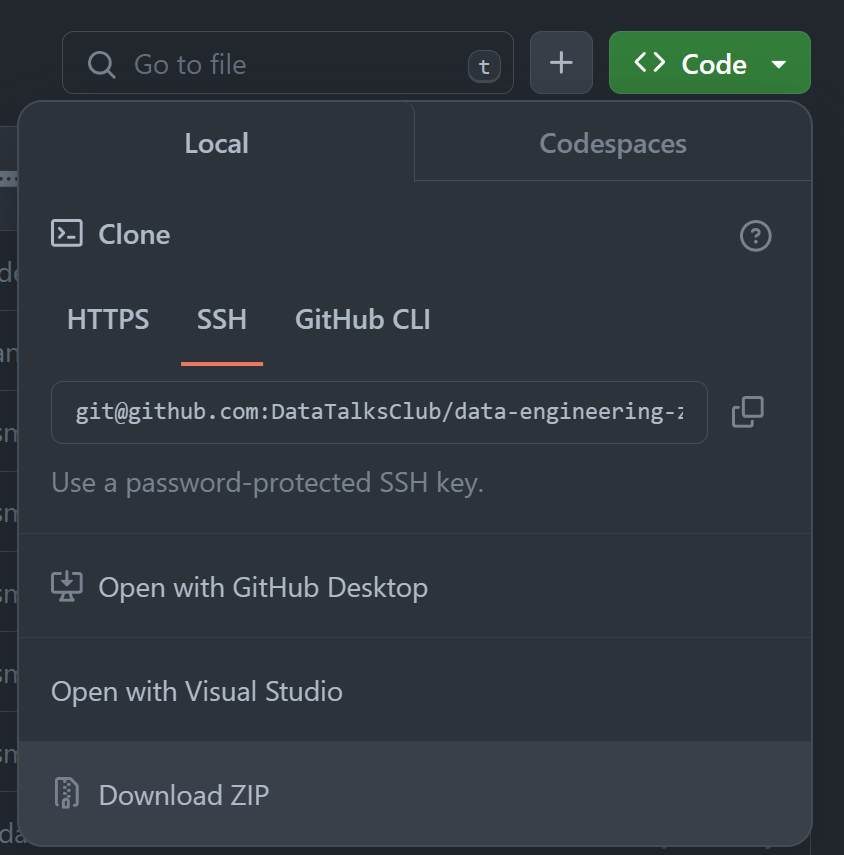 Go to file t + Code
Local Codespaces
Clone
HTTPS SSH GitHub CLI
git@github.com:DataTalksClub/data-engineering-z
Use a password-protected SSH key.
Open with GitHub Desktop
Open with Visual Studio
Download ZIP